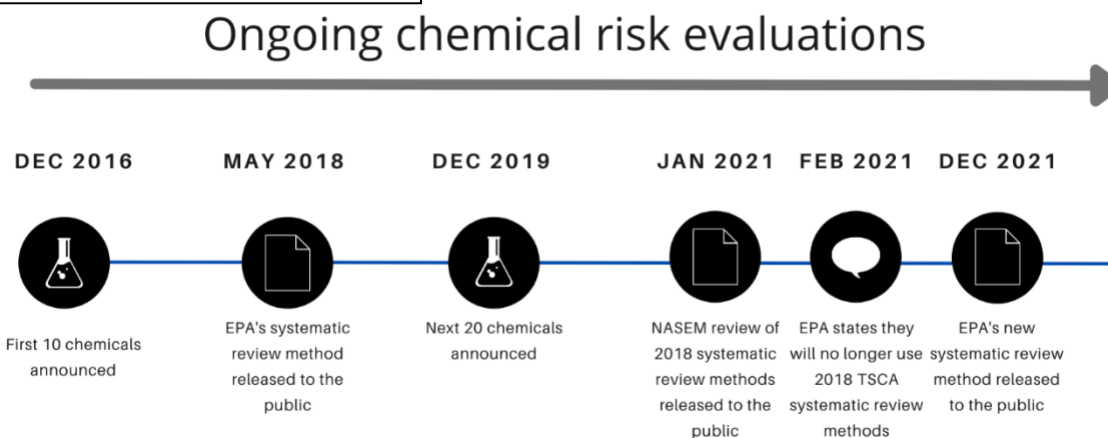 Ongoing chemical risk evaluations
DEC 2016
MAY 2018
DEC 2019
JAN 2021
FEB 2021
DEC 2021
First 10 chemicals
announced
EPA's systematic
review method
released to the
public
Next 20 chemicals
announced
NASEM review of
2018 systematic
review methods
released to the
public
EPA states they
will no longer use
2018 TSCA
systematic review
methods
EPA's new
systematic review
method released
to the public